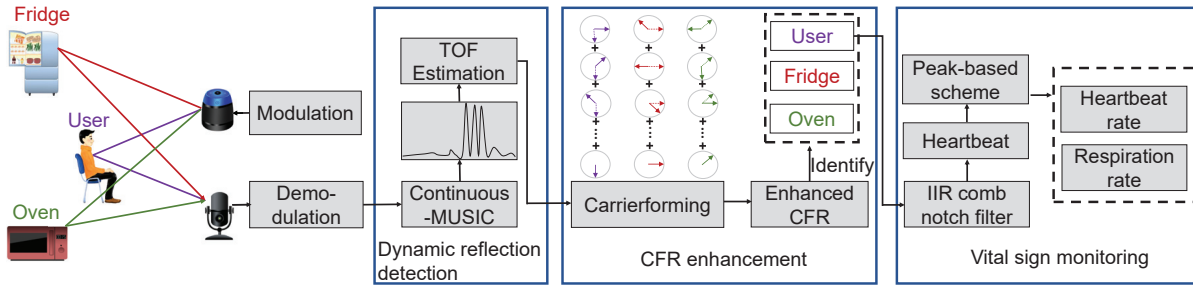 Fridge
User
Oven
Modulation
Demo-
dulation
TOF
Estimation
Continuous
-MUSIC
Dynamic reflection
detection
+ + +
+ + +
+ + +
+ + +
Carrierforming
User
Fridge
Oven
Identify
Enhanced
CFR
CFR enhancement
Peak-based
scheme
Heartbeat
IIR comb
notch filter
Heartbeat
rate
Respiration
rate
Vital sign monitoring